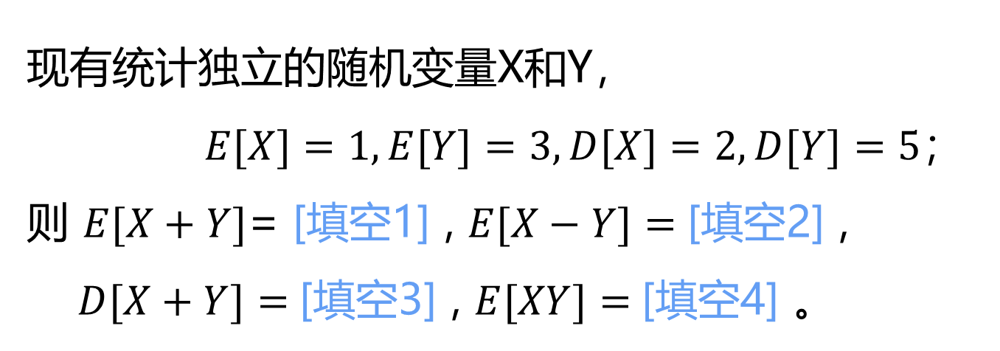 现有统计独立的随机变量X和Y，
E[X] = 1, E[Y] = 3, D[X] = 2, D[Y] = 5;
则 E[X + Y]= [填空1] , E[X − Y] = [填空2] ,
D[X + Y] = [填空3] , E[XY] = [填空4] 。